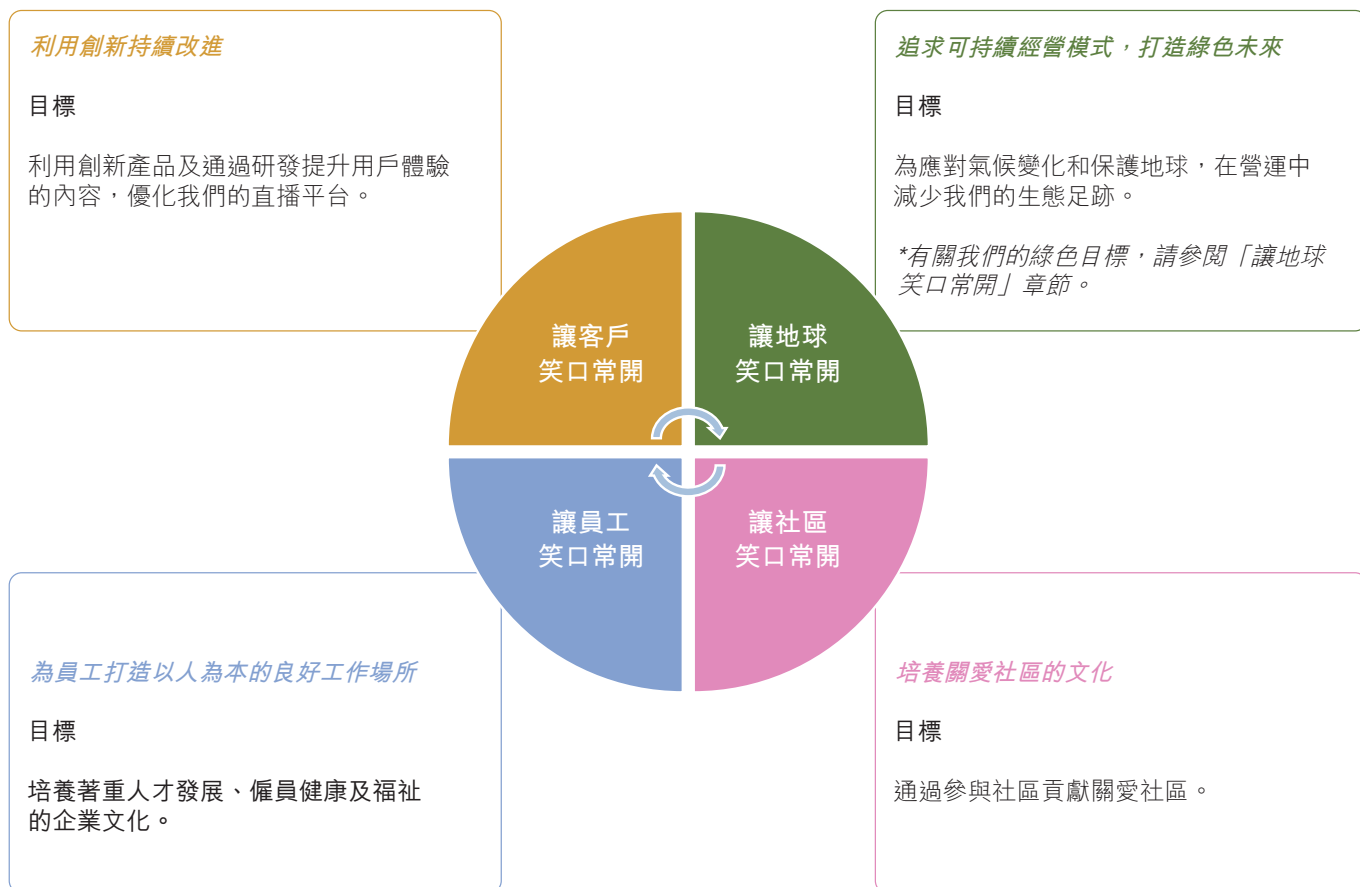 利用創新持續改進
目標
利用創新產品及通過研發提升用戶體驗
的內容，優化我們的直播平台。
追求可持續經營模式，打造綠色未來
目標
為應對氣候變化和保護地球，在營運中
減少我們的生態足跡。
*有關我們的綠色目標，請參閱「讓地球
笑口常開」章節。
讓客戶
笑口常開
讓地球
笑口常開
讓員工
笑口常開
讓社區
笑口常開
為員工打造以人為本的良好工作場所
目標
培養著重人才發展、僱員健康及福祉
的企業文化。
培養關愛社區的文化
目標
通過參與社區貢獻關愛社區。